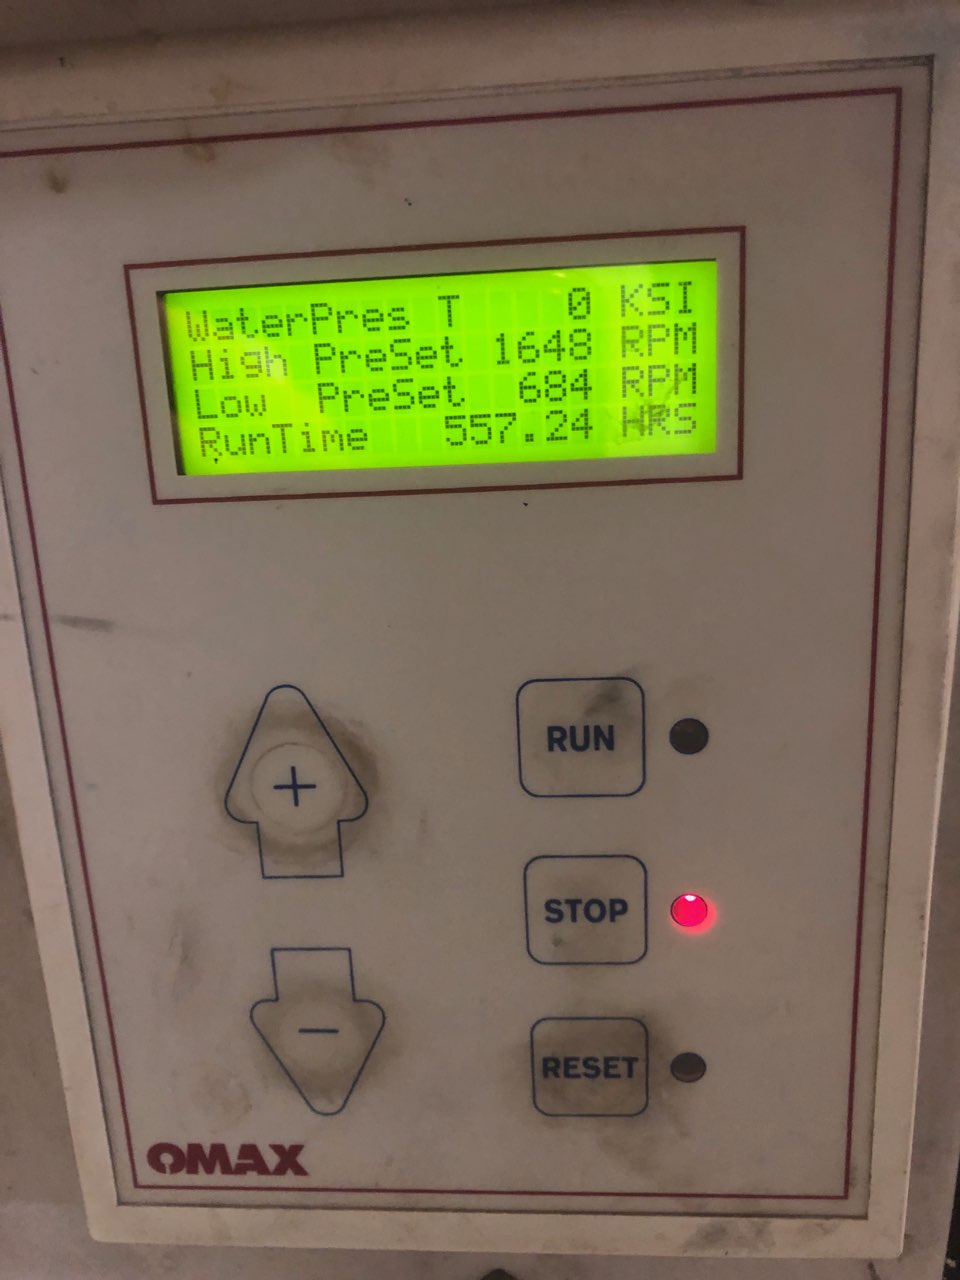 WaterPres T 0 KSI
High PreSet 1648 RPM
Low PreSet 684 RPM
RunTime 557.24 HRS
+
RUN
STOP
-
RESET
OMAX